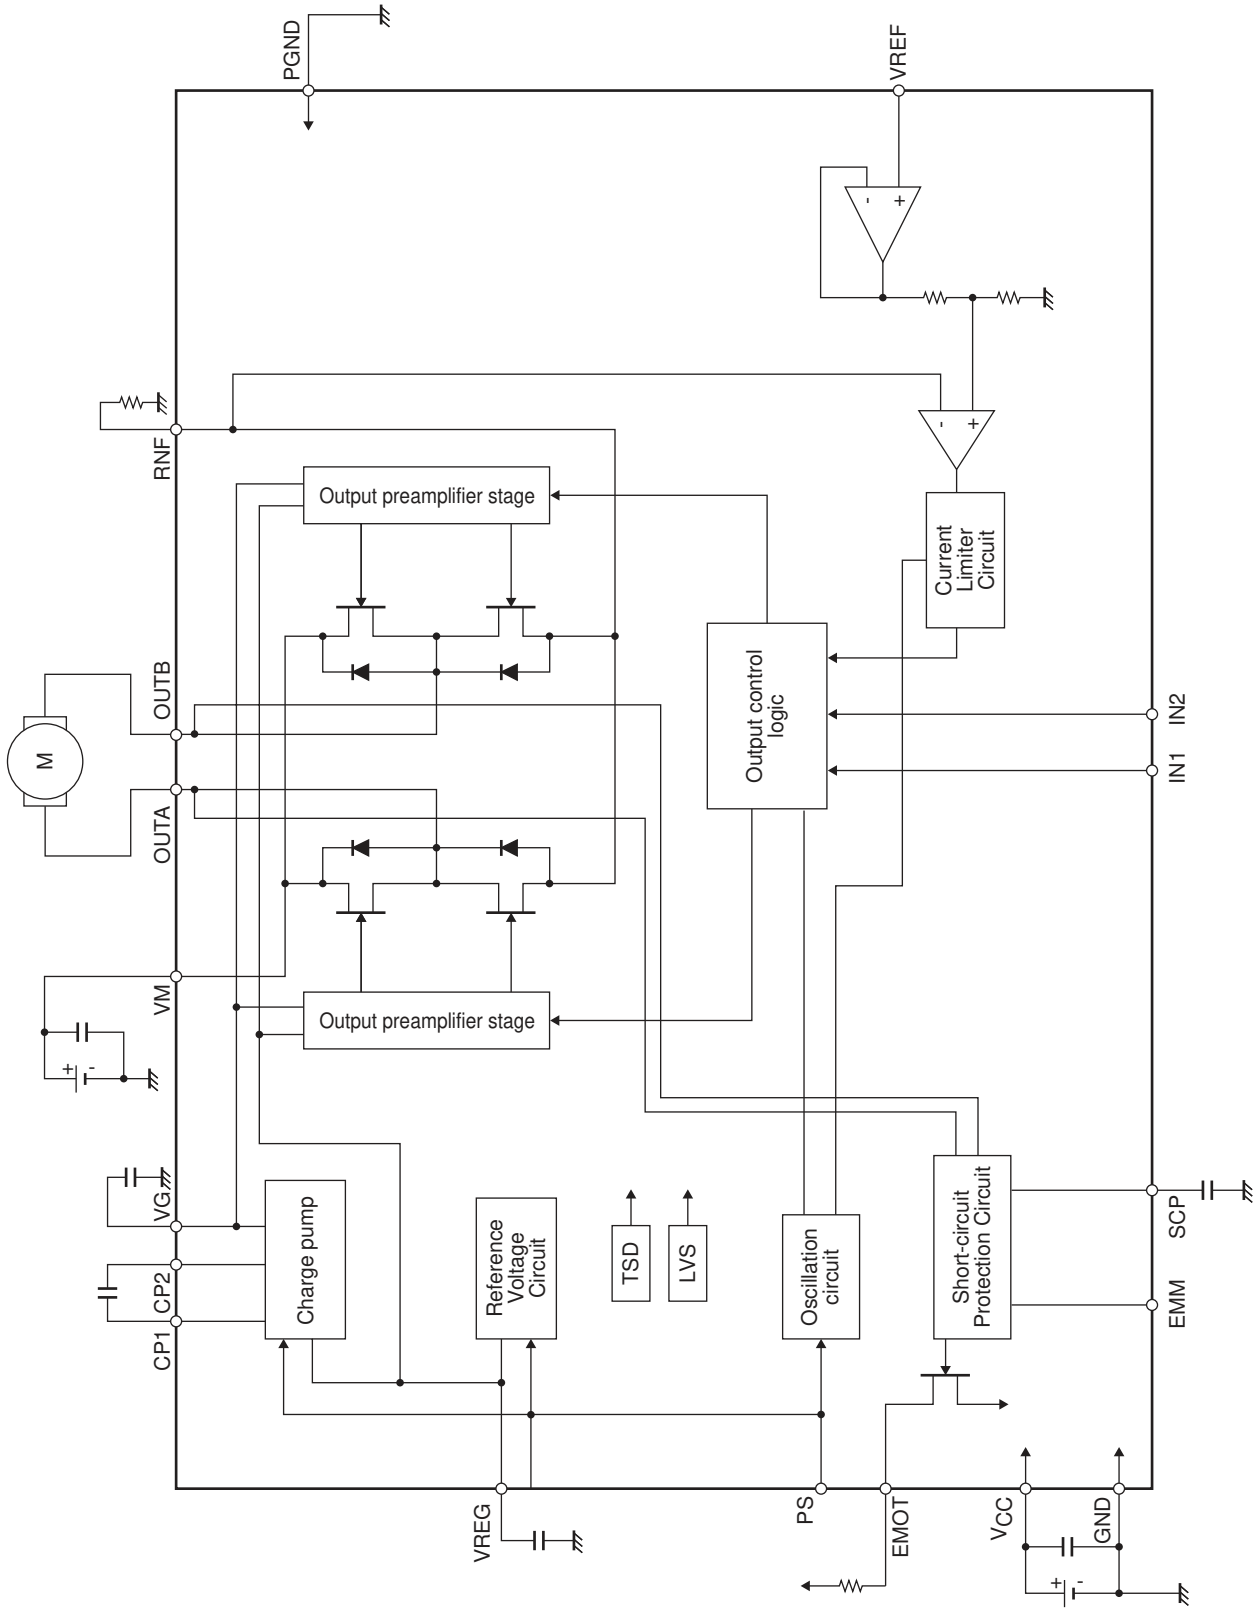 PGND
VREF
-
+
RNF
Output preamplifier stage
-
+
Current
Limiter
Circuit
OUTB
M
OUTA
Output control
logic
IN2
IN1
VM
Output preamplifier stage
+
-
VG
CP2
CP1
Charge pump
Reference
Voltage
Circuit
TSD
LVS
Oscillation
circuit
Short-circuit
Protection Circuit
SCP
EMM
VREG
PS
EMOT
VCC
GND
+
-